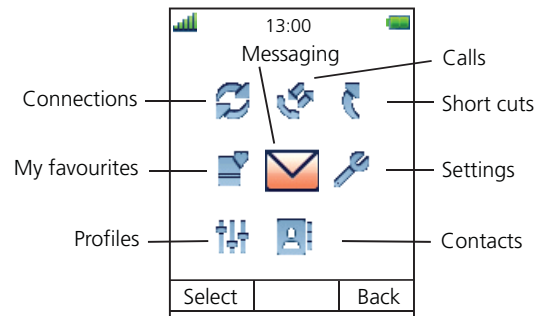 13:00
Messaging
Calls
Connections
Short cuts
My favourites
Settings
Profiles
Contacts
Select
Back